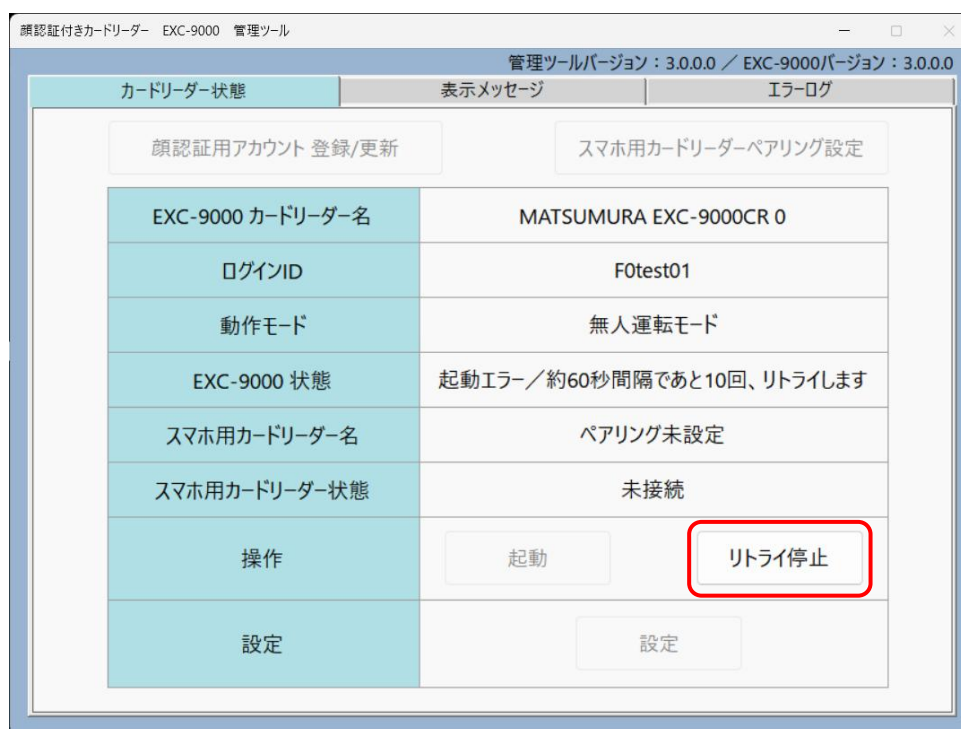 顔認証付きカードリーダー EXC-9000 管理ツール
管理ツールバージョン：3.0.0.0 ／ EXC-9000バージョン：3.0.0.0
カードリーダー状態 表示メッセージ エラーログ
顔認証用アカウント 登録/更新 スマホ用カードリーダーペアリング設定
EXC-9000 カードリーダー名 MATSUMURA EXC-9000CR 0
ログインID F0test01
動作モード 無人運転モード
EXC-9000 状態 起動エラー／約60秒間隔であと10回、リトライします
スマホ用カードリーダー名 ペアリング未設定
スマホ用カードリーダー状態 未接続
操作 起動 リトライ停止
設定 設定